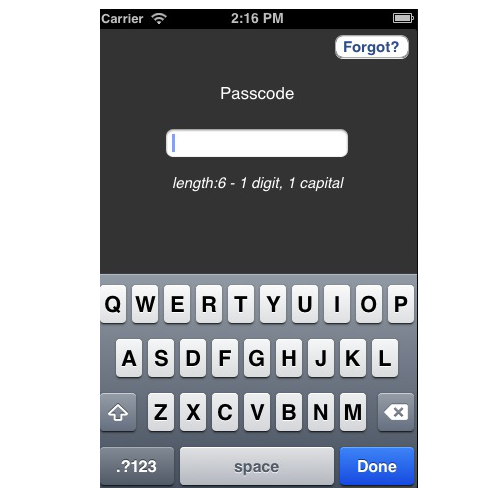 Carrier 2:16 PM
Forgot?
Passcode
length:6 - 1 digit, 1 capital
Q W E R T Y U I O P
A S D F G H J K L
Z X C V B N M
.?123 space Done